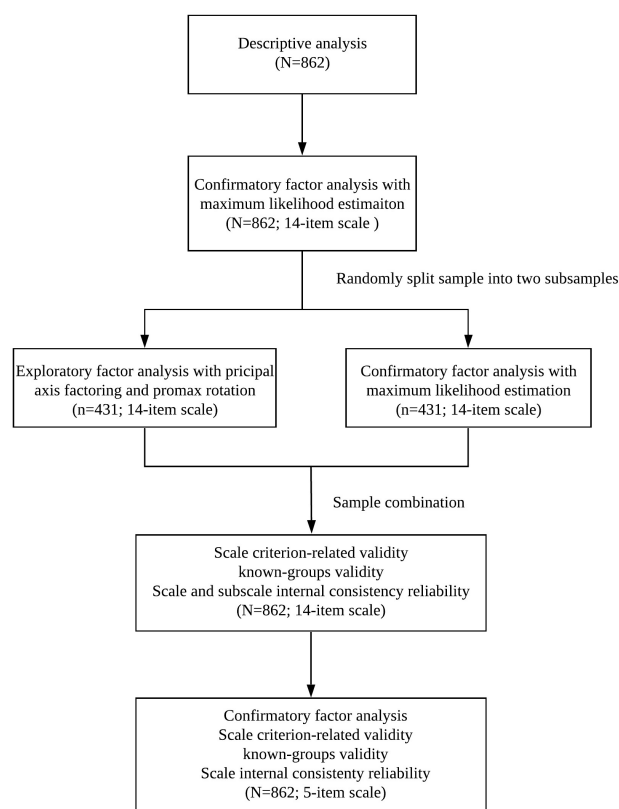 Descriptive analysis
(N=862)
Confirmatory factor analysis with
maximum likelihood estimaiton
(N=862; 14-item scale )
Randomly split sample into two subsamples
Exploratory factor analysis with pricipal
axis factoring and promax rotation
(n=431; 14-item scale)
Confirmatory factor analysis with
maximum likelihood estimation
(n=431; 14-item scale)
Sample combination
Scale criterion-related validity
known-groups validity
Scale and subscale internal consistency reliability
(N=862; 14-item scale)
Confirmatory factor analysis
Scale criterion-related validity
known-groups validity
Scale internal consistenty reliability
(N=862; 5-item scale)